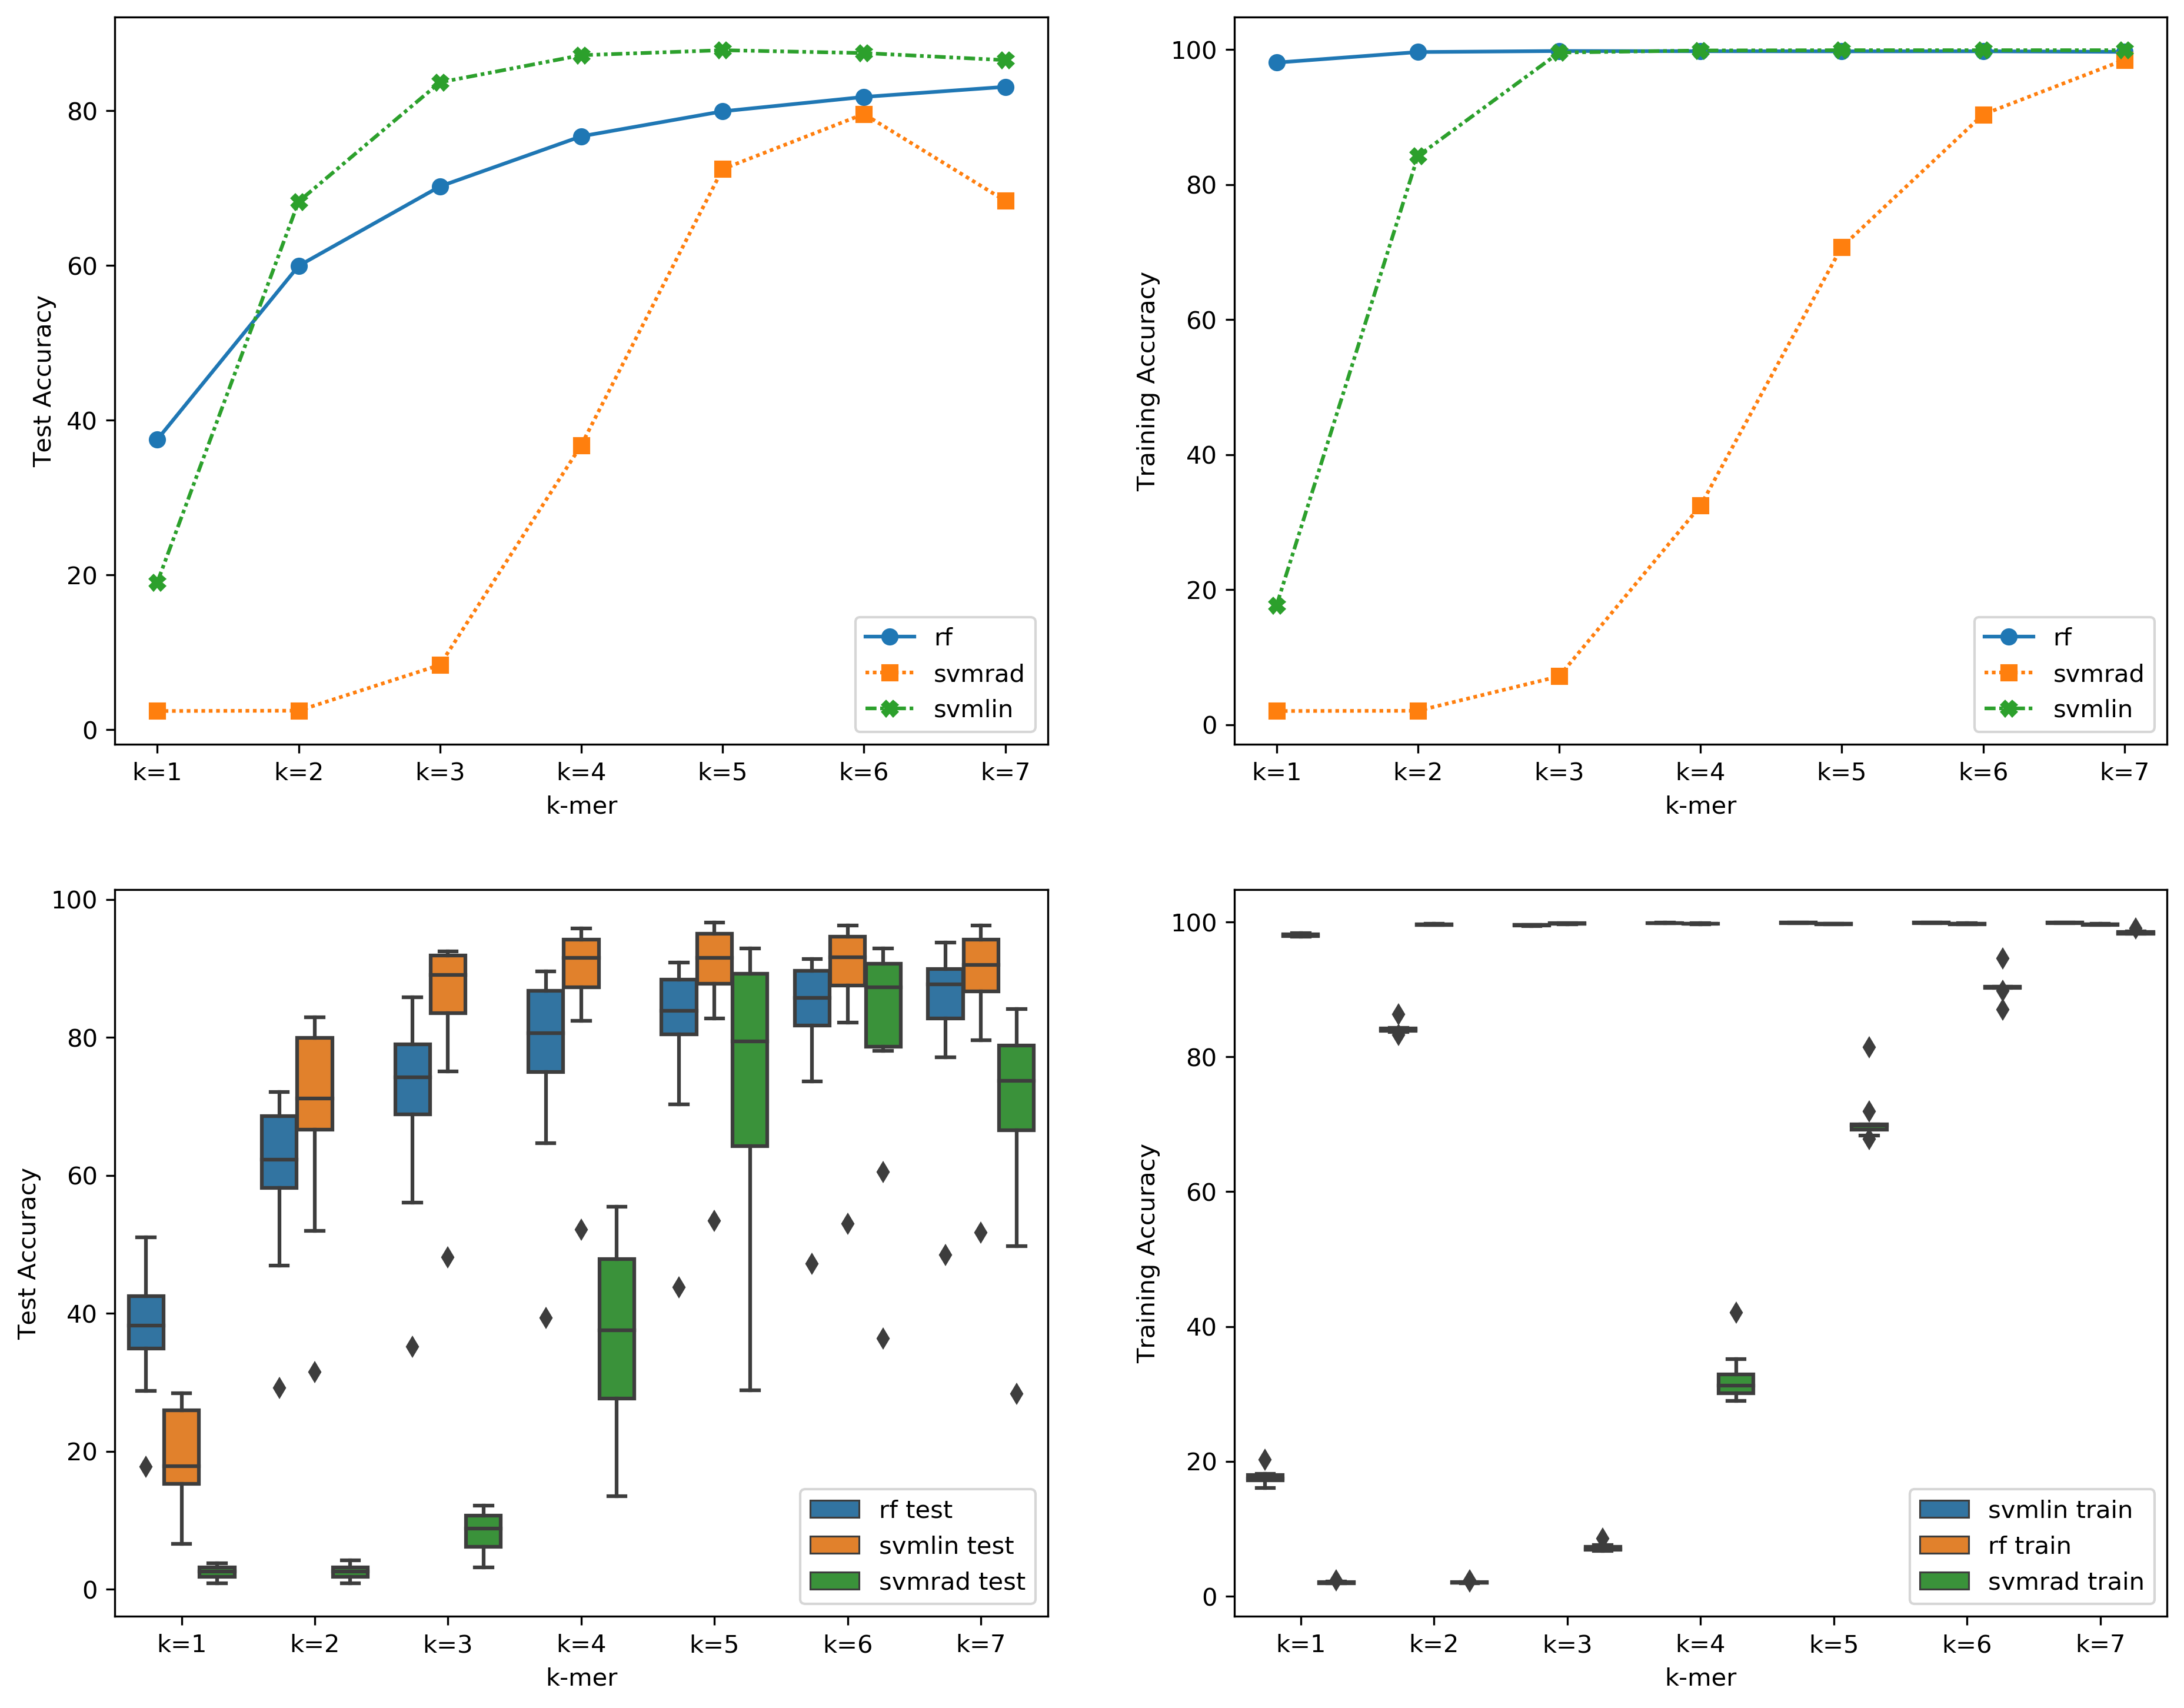 Test Accuracy
80
60
40
20
0
k=1 k=2 k=3 k=4 k=5 k=6 k=7
k-mer
rf
svmrad
svmlin
Training Accuracy
100
80
60
40
20
0
k=1 k=2 k=3 k=4 k=5 k=6 k=7
k-mer
rf
svmrad
svmlin
Test Accuracy
100
80
60
40
20
0
k=1 k=2 k=3 k=4 k=5 k=6 k=7
k-mer
rf test
svmlin test
svmrad test
Training Accuracy
100
80
60
40
20
0
k=1 k=2 k=3 k=4 k=5 k=6 k=7
k-mer
svmlin train
rf train
svmrad train